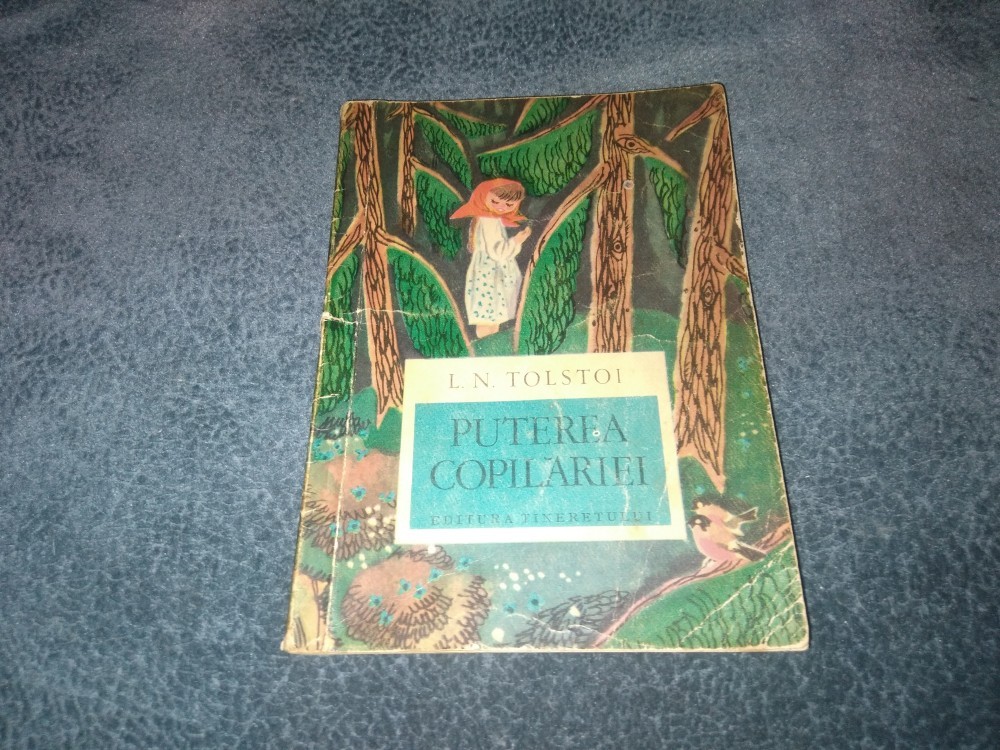 L. N. TOLSTOI
PUTEREA
COPILĂRIEI
EDITURA TINERETULUI